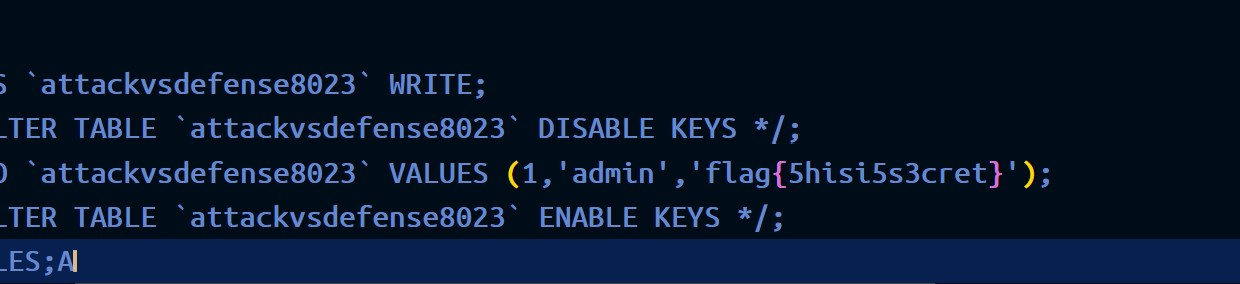 S `attackvsdefense8023` WRITE;
LTER TABLE `attackvsdefense8023` DISABLE KEYS */;
O `attackvsdefense8023` VALUES (1,'admin','flag{5hisi5s3cret}');
LTER TABLE `attackvsdefense8023` ENABLE KEYS */;
LES;A